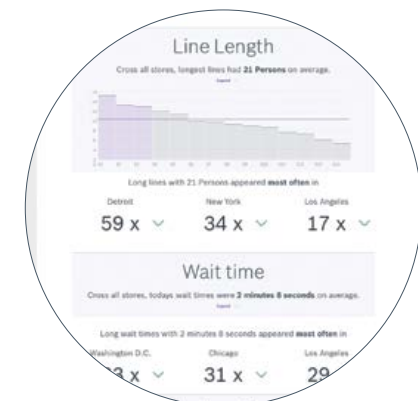 Line Length
Cross all stores, longest lines had 21 Persons on average.
Long lines with 21 Persons appeared most often in
Detroit New York Los Angeles
59 x 34 x 17 x
Wait time
Cross all stores, todays wait times were 2 minutes 8 seconds on average.
Long wait times with 2 minutes 8 seconds appeared most often in
Washington D.C. Chicago Los Angeles
3 x 31 x 29